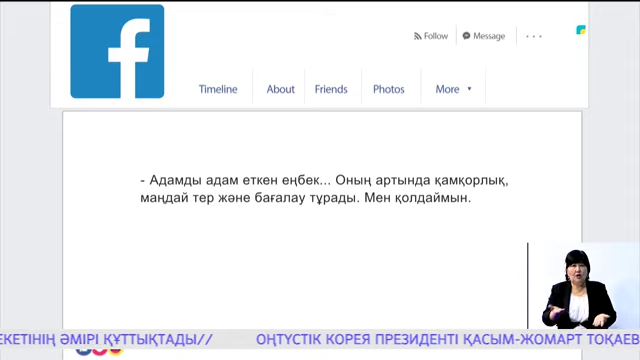 f
Follow
Message
Timeline
About
Friends
Photos
More
- Адамды адам еткен еңбек... Оның артында қамқорлық,
маңдай тер және бағалау тұрады. Мен қолдаймын.
ЕКЕТІНІҢ ӘМІРІ ҚҰТТЫҚТАДЫ// ОҢТҮСТІК КОРЕЯ ПРЕЗИДЕНТІ ҚАСЫМ-ЖОМАРТ ТОҚАЕВ